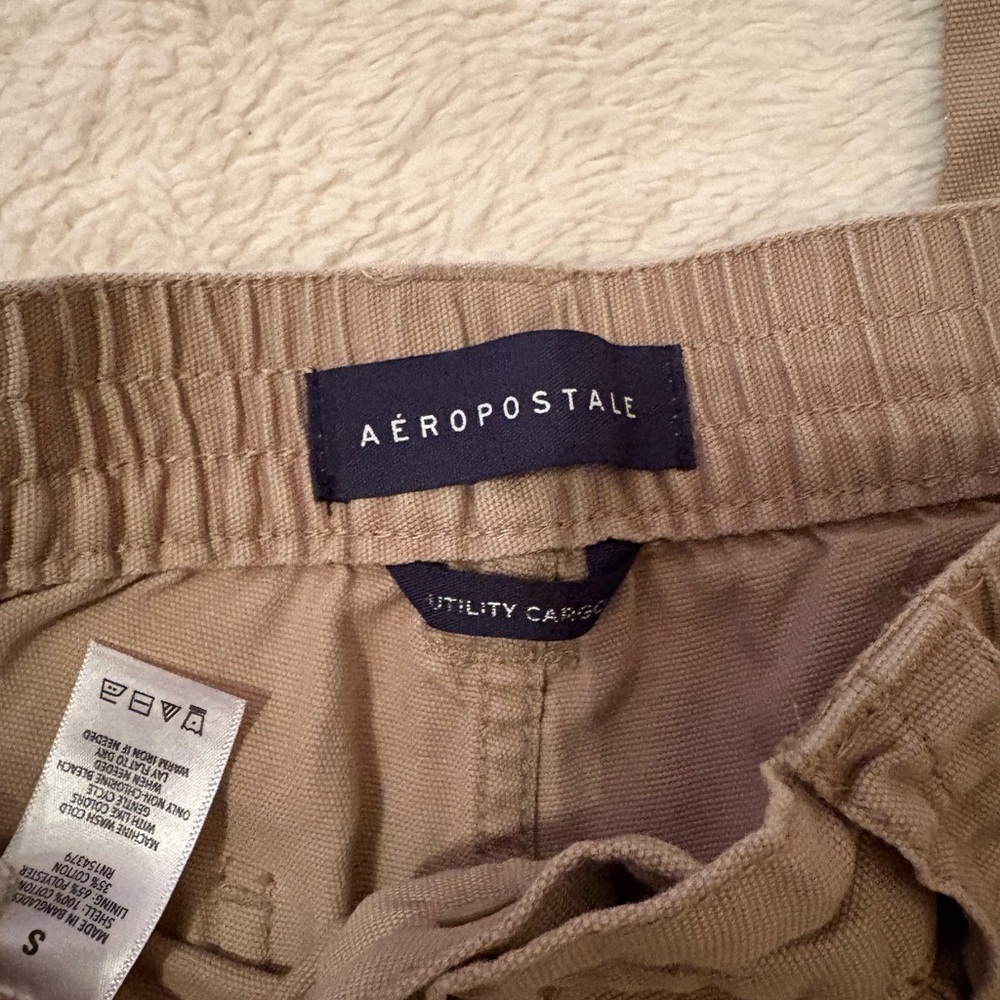 AÉROPOSTALE
UTILITY CARGO
S
MADE IN BANGLADES
SHELL: 100% COTTON
LINING: 65% POLYESTER
35% COTTON
RN154379
MACHINE WASH COLD
WITH LIKE COLORS
GENTLE CYCLE
ONLY NON-CHLORINE BLEACH
WHEN NEEDED
LAY FLAT TO DRY
WARM IRON IF NEEDED